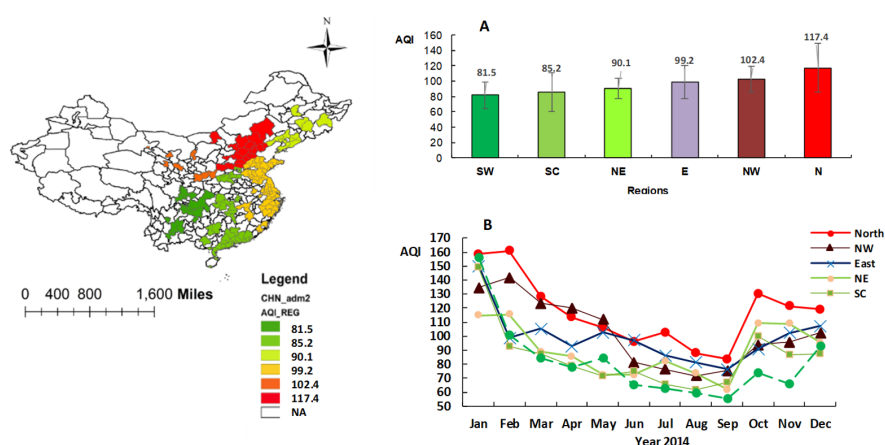 N
0 400 800 1,600 Miles
Legend
CHN_adm2
AQI_REG
81.5
85.2
90.1
99.2
102.4
117.4
NA
A
AQI
160
140
120
100
80
60
40
20
0
81.5 85.2 90.1 99.2 102.4 117.4
SW SC NE E NW N
Regions
B
AQI
170
160
150
140
130
120
110
100
90
80
70
60
50
Jan Feb Mar Apr May Jun Jul Aug Sep Oct Nov Dec
Year 2014
North
NW
East
NE
SC